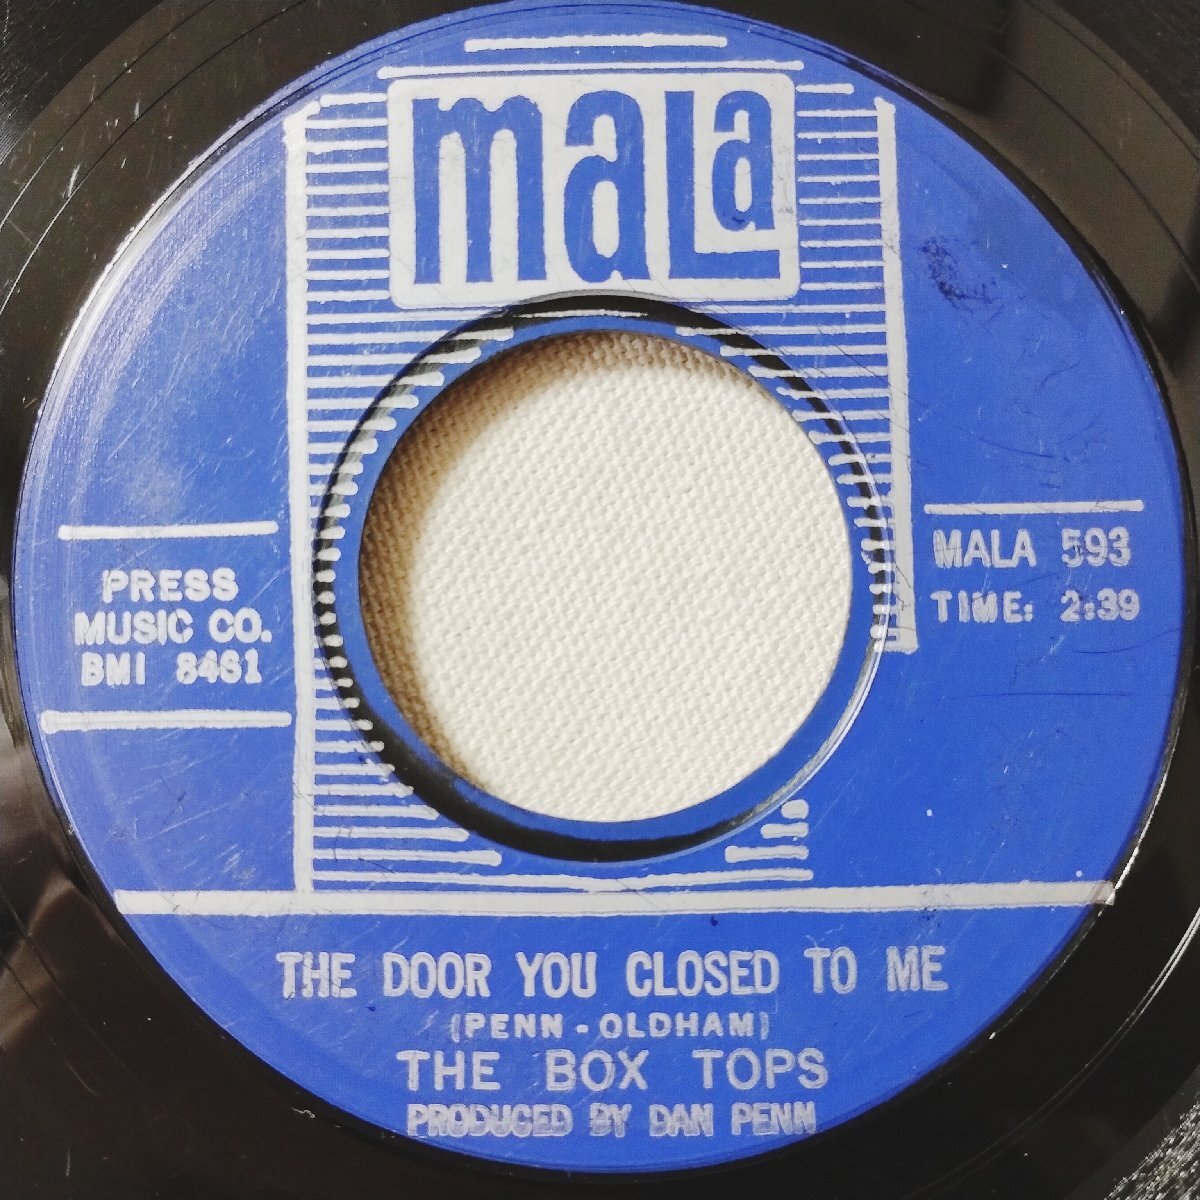 mala
PRESS
MUSIC CO.
BMI 8461
MALA 593
TIME: 2:39
THE DOOR YOU CLOSED TO ME
(PENN - OLDHAM)
THE BOX TOPS
PRODUCED BY DAN PENN